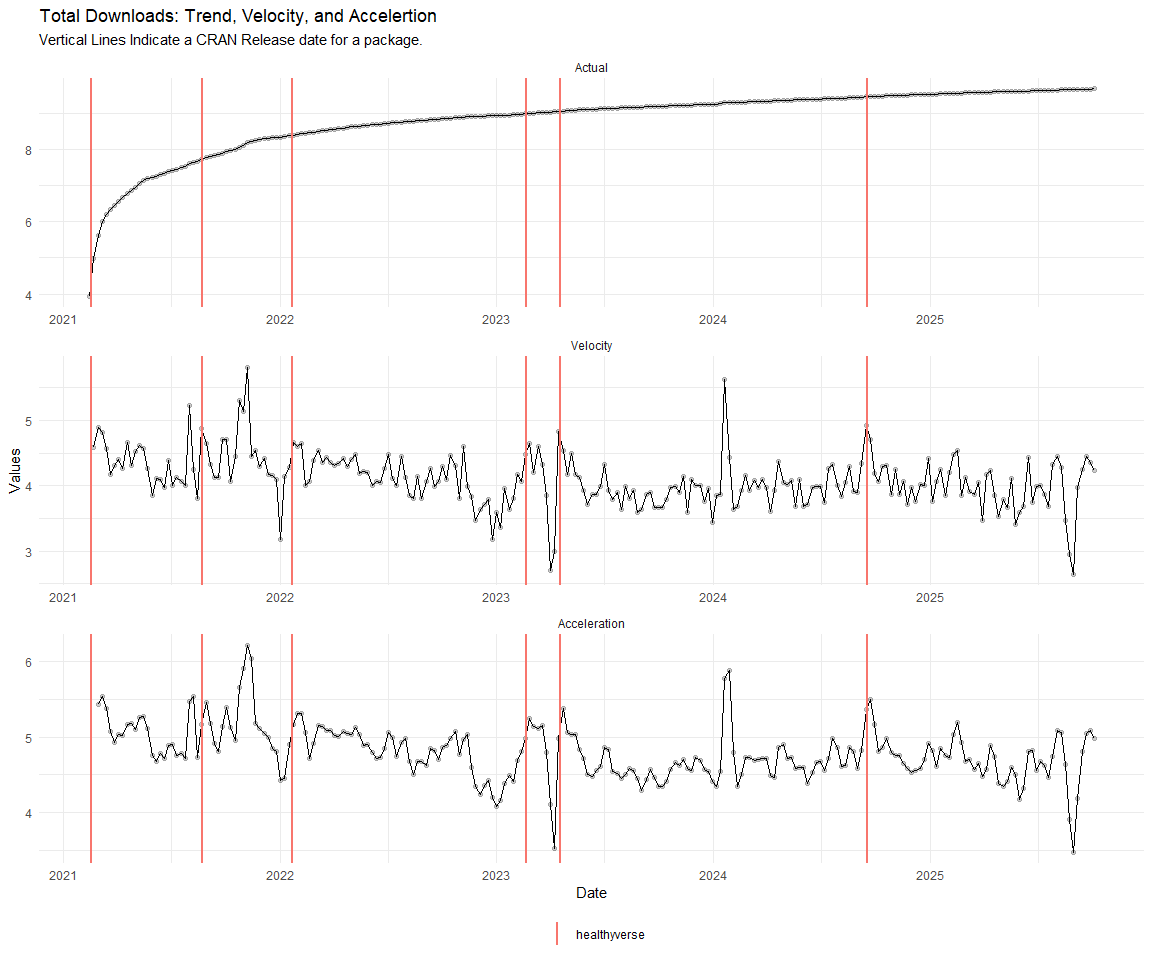 Total Downloads: Trend, Velocity, and Accelertion
Vertical Lines Indicate a CRAN Release date for a package.
Actual
8
6
4
2021 2022 2023 2024 2025
Velocity
5
4
3
2021 2022 2023 2024 2025
Values
Acceleration
6
5
4
2021 2022 2023 2024 2025
Date
healthyverse